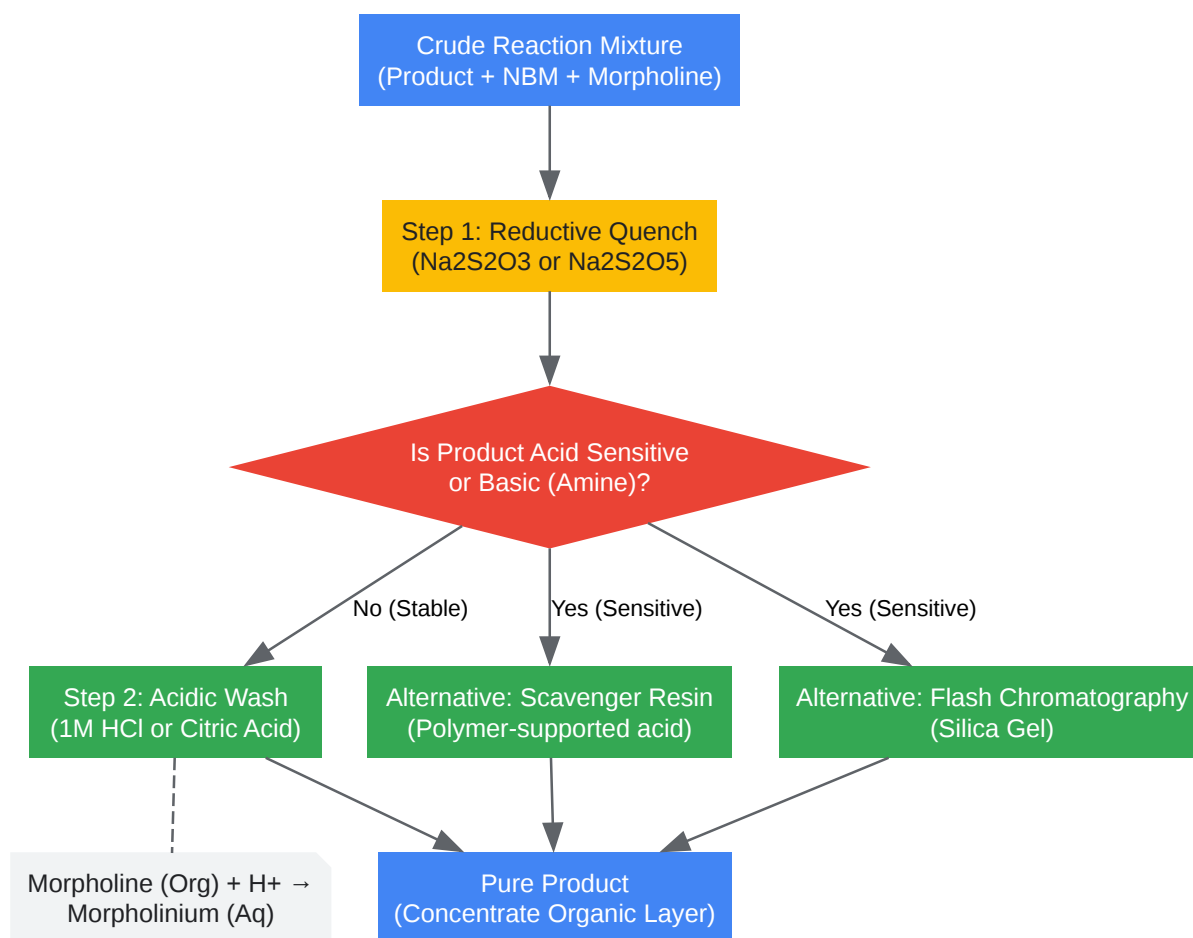 Crude Reaction Mixture
(Product + NBM + Morpholine)
Step 1: Reductive Quench
(Na2S2O3 or Na2S2O5)
Is Product Acid Sensitive
or Basic (Amine)?
No (Stable)
Yes (Sensitive)
Yes (Sensitive)
Step 2: Acidic Wash
(1M HCl or Citric Acid)
Alternative: Scavenger Resin
(Polymer-supported acid)
Alternative: Flash Chromatography
(Silica Gel)
Morpholine (Org) + H+ →
Morpholinium (Aq)
Pure Product
(Concentrate Organic Layer)